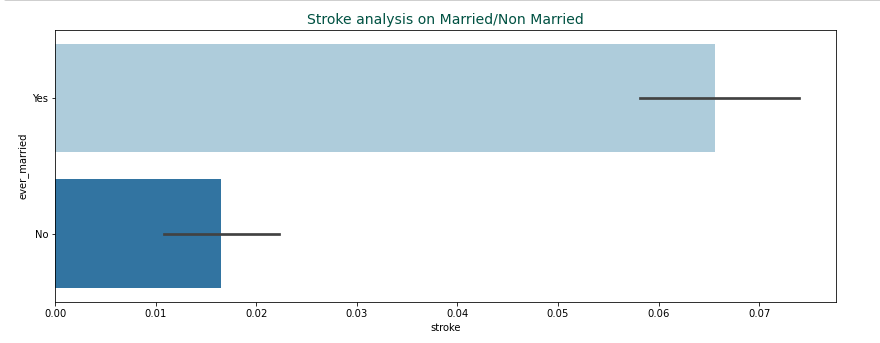 Stroke analysis on Married/Non Married
ever_married
Yes
No
0.00 0.01 0.02 0.03 0.04 0.05 0.06 0.07
stroke